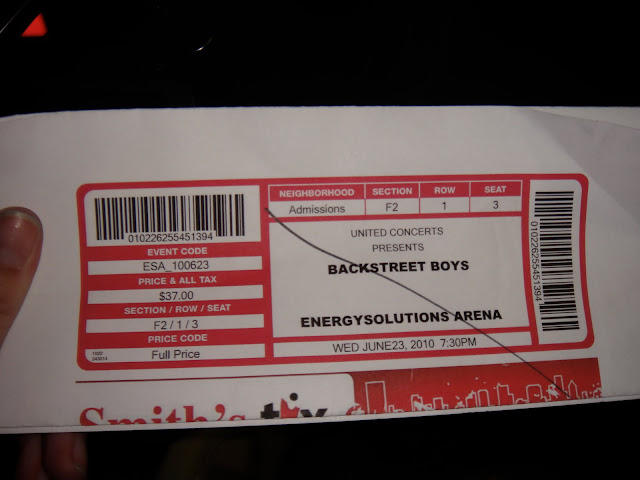 010226255451394
EVENT CODE
ESA_100623
PRICE & ALL TAX
$37.00
SECTION / ROW / SEAT
F2 / 1 / 3
PRICE CODE
Full Price
NEIGHBORHOOD SECTION ROW SEAT
Admissions F2 1 3
UNITED CONCERTS
PRESENTS
BACKSTREET BOYS
ENERGYSOLUTIONS ARENA
WED JUNE23, 2010 7:30PM
010226255451394
Smith's tix